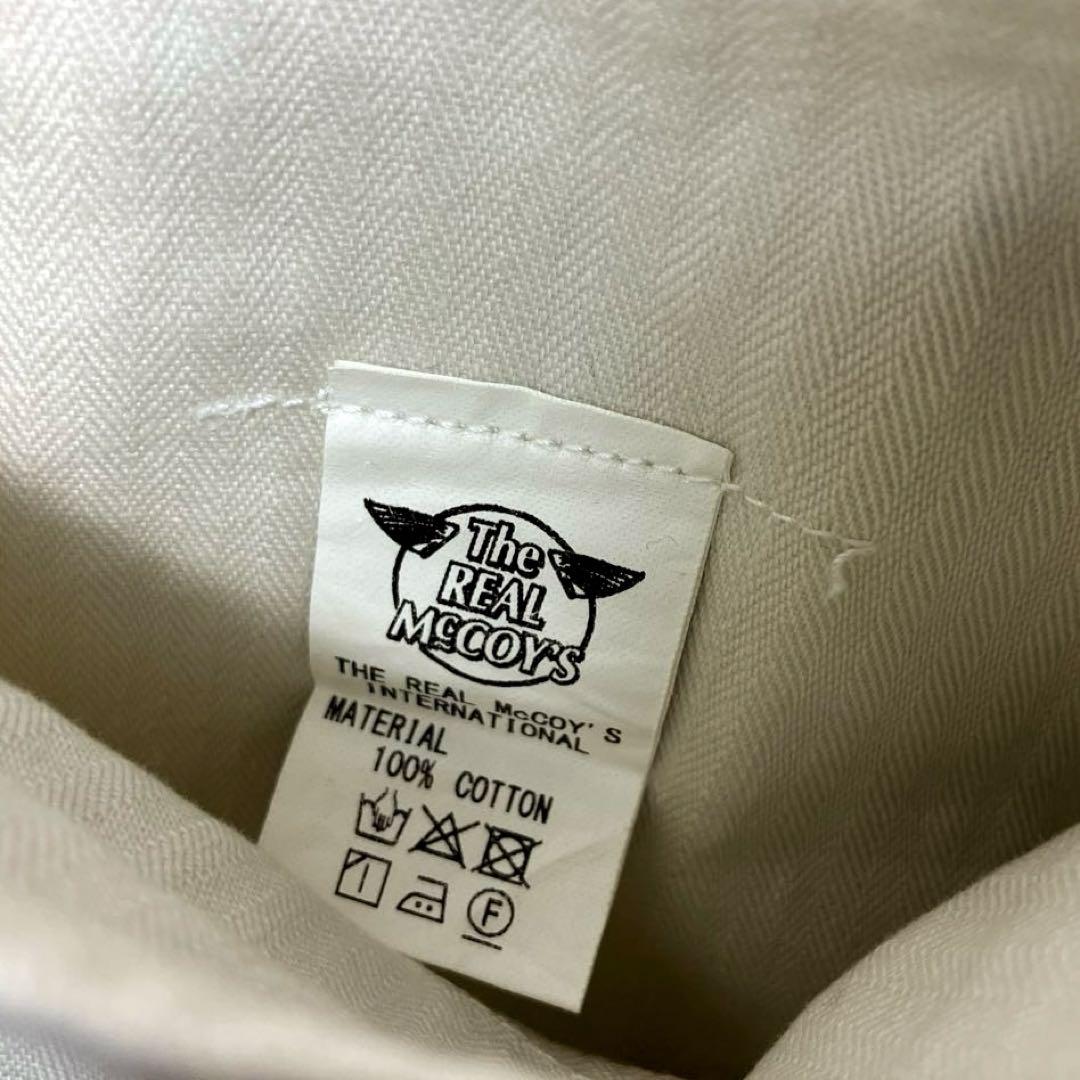 The
REAL
McCOY'S
THE REAL McCOY'S
INTERNATIONAL
MATERIAL
100% COTTON
F